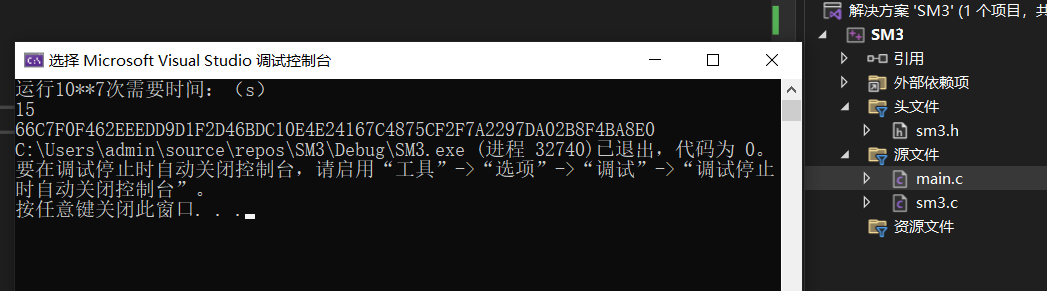 选择 Microsoft Visual Studio 调试控制台
运行10**7次需要时间：（s）
15
66C7F0F462EEEDD9D1F2D46BDC10E4E24167C4875CF2F7A2297DA02B8F4BA8E0
C:\Users\admin\source\repos\SM3\Debug\SM3.exe (进程 32740)已退出，代码为 0。
要在调试停止时自动关闭控制台，请启用“工具”->“选项”->“调试”->“调试停止
时自动关闭控制台”。
按任意键关闭此窗口. . .
解决方案 'SM3' (1 个项目，共
SM3
引用
外部依赖项
头文件
sm3.h
源文件
main.c
sm3.c
资源文件